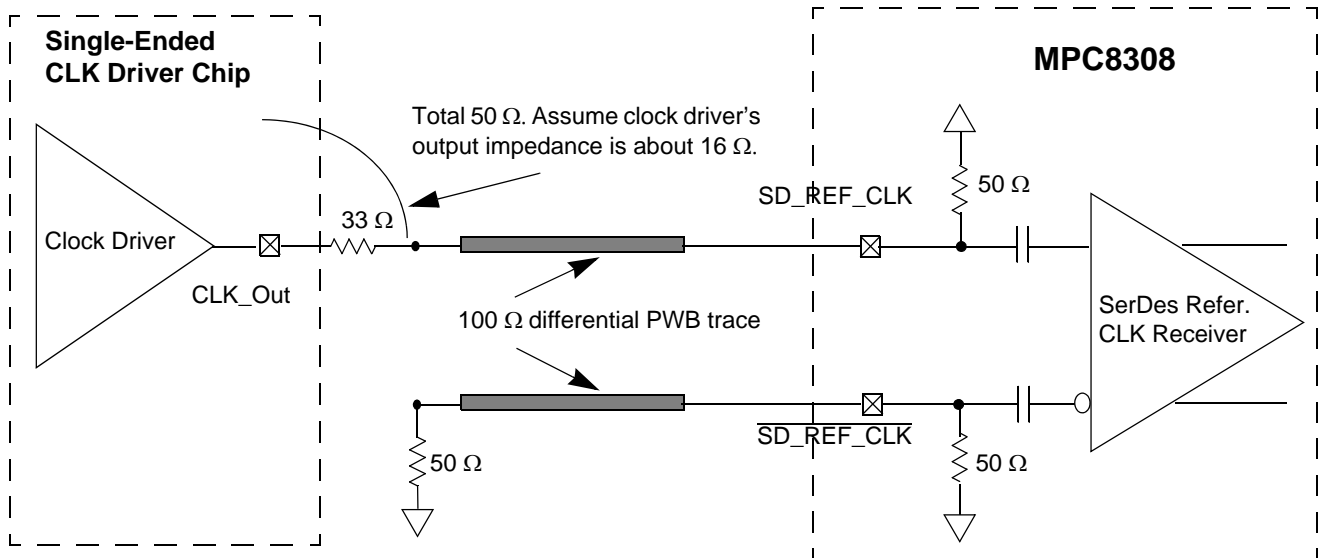 Single-Ended
CLK Driver Chip
MPC8308
Total 50 Ω. Assume clock driver's
output impedance is about 16 Ω.
SD_REF_CLK
50 Ω
33 Ω
Clock Driver
CLK_Out
100 Ω differential PWB trace
SerDes Refer.
CLK Receiver
SD_REF_CLK
50 Ω
50 Ω